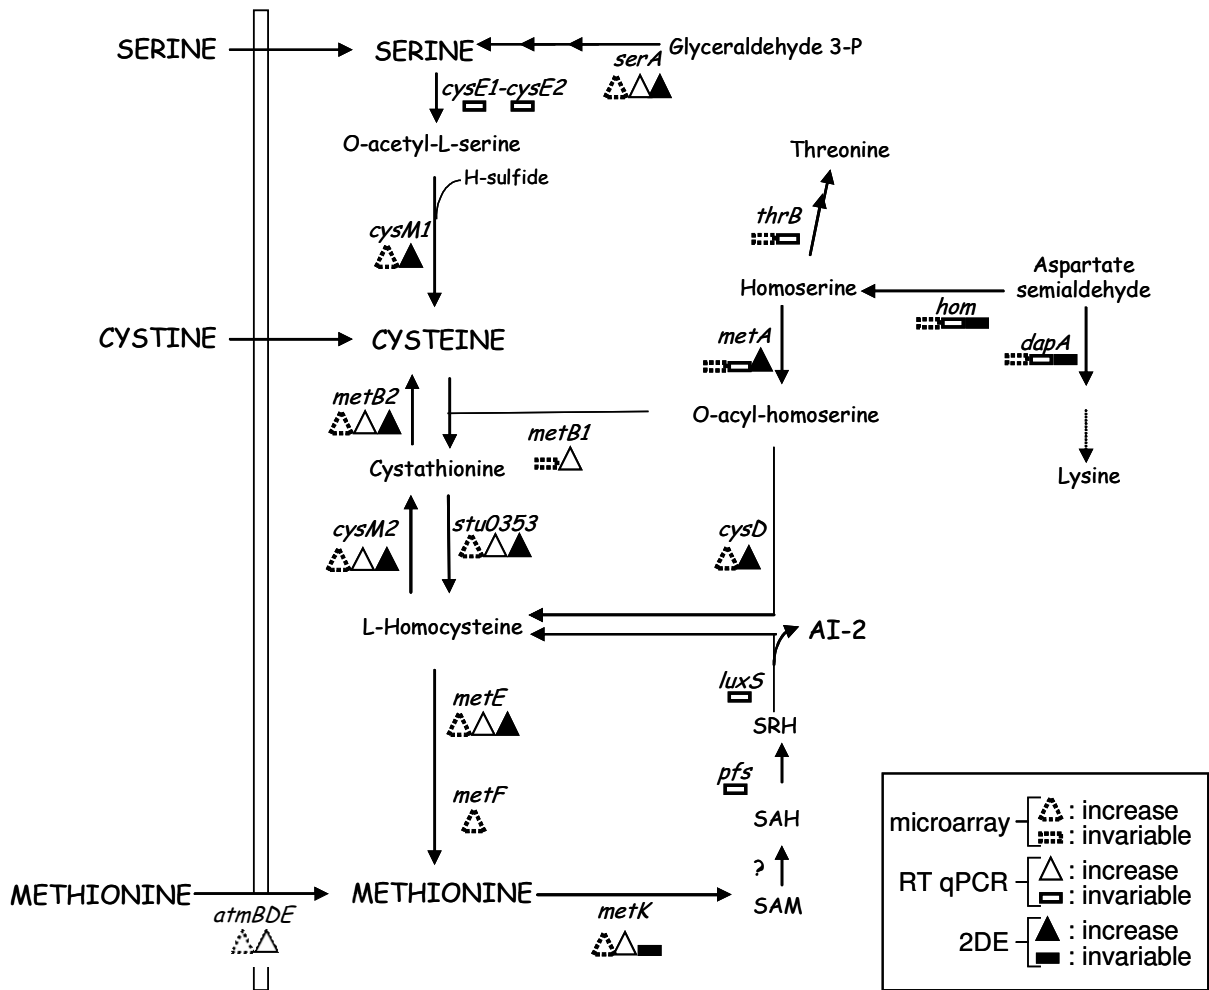 SERINE
SERINE
Glyceraldehyde 3-P
serA
cysE1-cysE2
O-acetyl-L-serine
H-sulfide
Threonine
thrB
cysM1
Aspartate
semialdehyde
Homoserine
hom
CYSTINE
CYSTEINE
metA
dapA
metB2
O-acyl-homoserine
metB1
Cystathionine
Lysine
cysM2
stu0353
cysD
L-Homocysteine
AI-2
luxS
metE
SRH
pfs
metF
SAH
?
METHIONINE
METHIONINE
SAM
atmBDE
metK
microarray
: increase
: invariable
RT qPCR
: increase
: invariable
2DE
: increase
: invariable